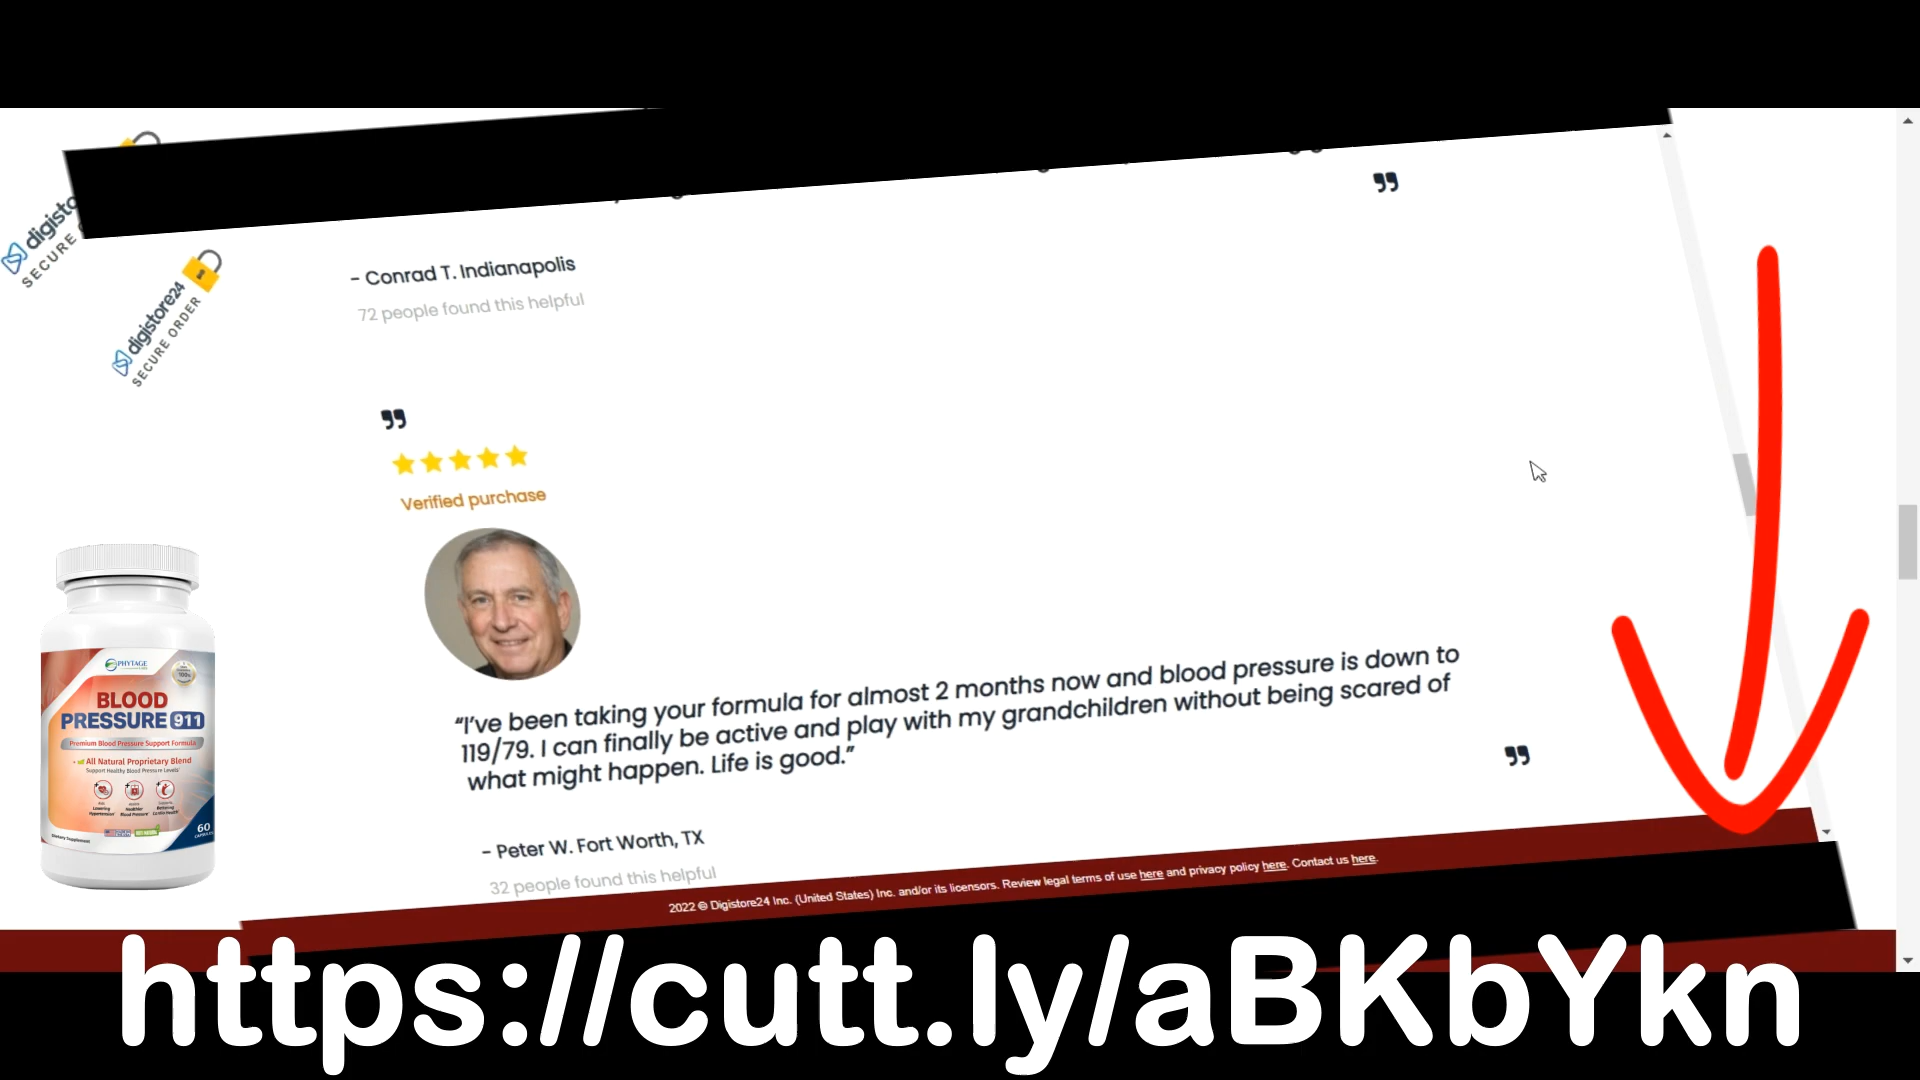 digisto
SECURE
digistore24
SECURE ORDER
- Conrad T. Indianapolis
72 people found this helpful
Verified purchase
“I’ve been taking your formula for almost 2 months now and blood pressure is down to
119/79. I can finally be active and play with my grandchildren without being scared of
what might happen. Life is good.”
- Peter W. Fort Worth, TX
32 people found this helpful
2022 © Digistore24 Inc. (United States) Inc. and/or its licensors. Review legal terms of use here and privacy policy here. Contact us here.
PHYTAGE
100%
BLOOD
PRESSURE 911
Premium Blood Pressure Support Formula
All Natural Proprietary Blend
Support Healthy Blood Pressure Levels
Dietary Supplement
60
CAPSULES
https://cutt.ly/aBKbYkn